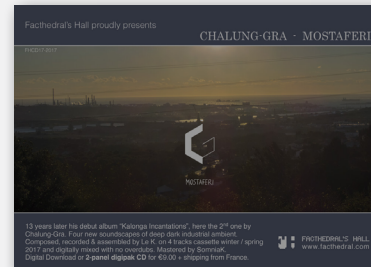 Facthedral's Hall proudly presents
CHALUNG-GRA - MOSTAFERI
FHCD17-2017
MOSTAFERI
13 years later his debut album "Kalonga Incantations", here the 2nd one by
Chalung-Gra. Four new soundscapes of deep dark industrial ambient.
Composed, recorded & assembled by Le K. on 4 tracks cassette winter / spring
2017 and digitally mixed with no overdube. Mastered by SomniaK.
Digital Download or 2-panel digipak CD for €9.00 + shipping from France.
FACTHEDRAL'S HALL
www.facthedral.com